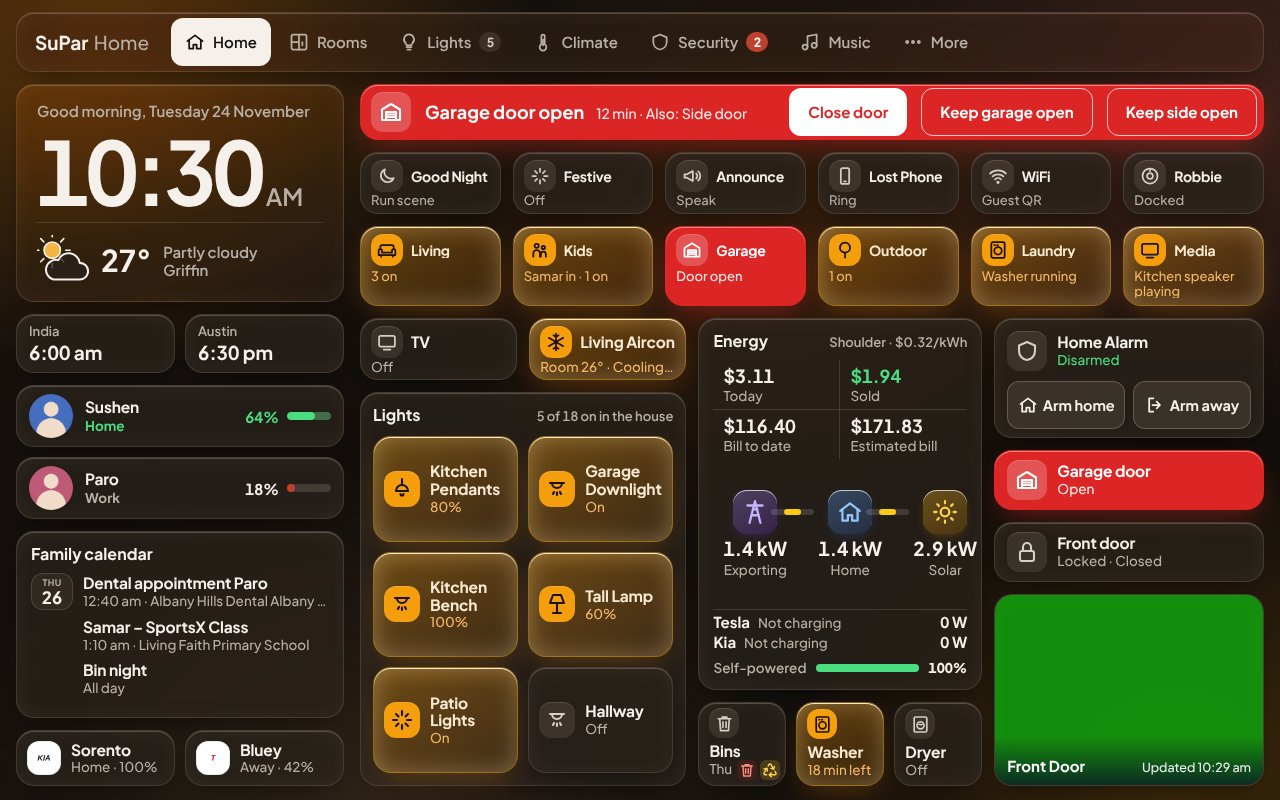 SuPar Home
Home
Rooms
Lights 5
Climate
Security 2
Music
More
Good morning, Tuesday 24 November
10:30 AM
27° Partly cloudy
Griffin
India
6:00 am
Austin
6:30 pm
Sushen
Home
64%
Paro
Work
18%
Family calendar
THU
26
Dental appointment Paro
12:40 am · Albany Hills Dental Albany ...
Samar – SportsX Class
1:10 am · Living Faith Primary School
Bin night
All day
KIA
Sorento
Home · 100%
T
Bluey
Away · 42%
Garage door open 12 min · Also: Side door
Close door
Keep garage open
Keep side open
Good Night
Run scene
Festive
Off
Announce
Speak
Lost Phone
Ring
WiFi
Guest QR
Robbie
Docked
Living
3 on
Kids
Samar in · 1 on
Garage
Door open
Outdoor
1 on
Laundry
Washer running
Media
Kitchen speaker
playing
TV
Off
Living Aircon
Room 26° · Cooling...
Lights
5 of 18 on in the house
Kitchen
Pendants
80%
Garage
Downlight
On
Kitchen
Bench
100%
Tall Lamp
60%
Patio
Lights
On
Hallway
Off
Energy
Shoulder · $0.32/kWh
$3.11
Today
$1.94
Sold
$116.40
Bill to date
$171.83
Estimated bill
1.4 kW
Exporting
1.4 kW
Home
2.9 kW
Solar
Tesla Not charging 0 W
Kia Not charging 0 W
Self-powered 100%
Bins
Thu
Washer
18 min left
Dryer
Off
Home Alarm
Disarmed
Arm home
Arm away
Garage door
Open
Front door
Locked · Closed
Front Door
Updated 10:29 am